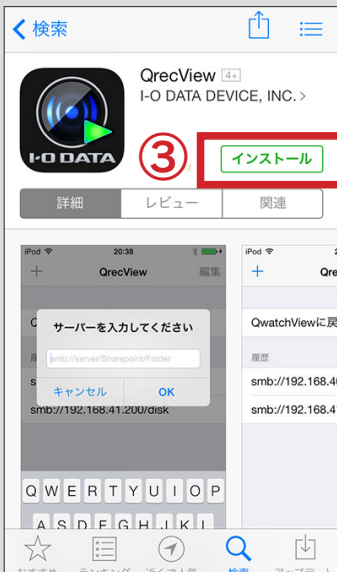 検索
QrecView 4+
I-O DATA DEVICE, INC. >
I-O DATA
③
インストール
詳細
レビュー
関連
iPod 20:38
iPod
+ QrecView 編集
+
サーバーを入力してください
smb://server/Sharepoint/Folder
キャンセル OK
smb://192.168.41.200/disk
QwatchViewに戻
履歴
smb://192.168.4
smb://192.168.4
Q W E R T Y U I O P
A S D F G H J K L
検索